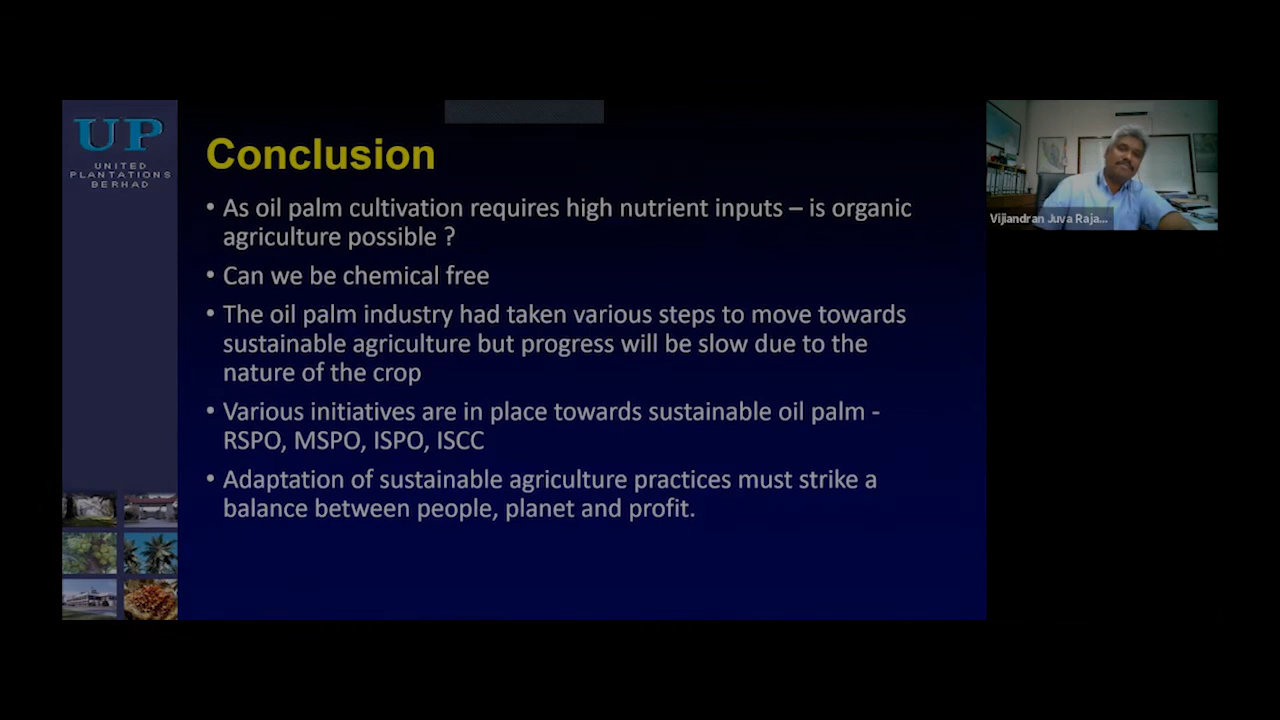 UP
UNITED
PLANTATIONS
BERHAD
Conclusion
• As oil palm cultivation requires high nutrient inputs – is organic
agriculture possible ?
• Can we be chemical free
• The oil palm industry had taken various steps to move towards
sustainable agriculture but progress will be slow due to the
nature of the crop
• Various initiatives are in place towards sustainable oil palm -
RSPO, MSPO, ISPO, ISCC
• Adaptation of sustainable agriculture practices must strike a
balance between people, planet and profit.
Vijiandran Juva Raja...